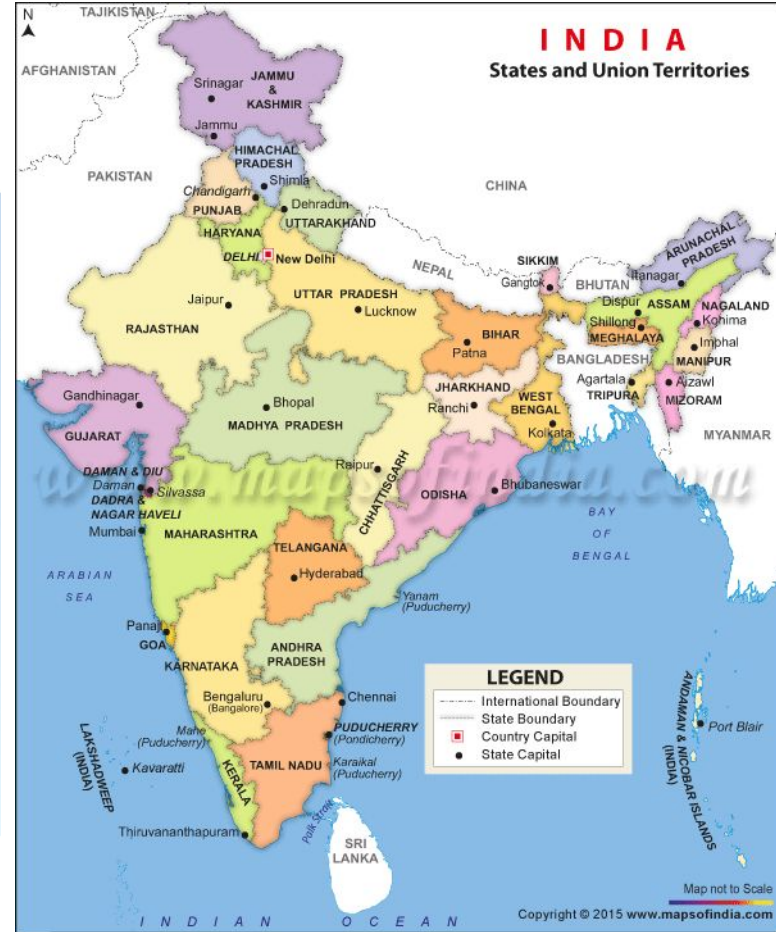 N
TAJIKISTAN
INDIA
States and Union Territories
AFGHANISTAN
JAMMU
&
KASHMIR
Srinagar
Jammu
PAKISTAN
CHINA
HIMACHAL
PRADESH
Shimla
Chandigarh
PUNJAB
Dehradun
UTTARAKHAND
HARYANA
DELHI
New Delhi
NEPAL
SIKKIM
Gangtok
BHUTAN
ARUNACHAL
PRADESH
Itanagar
Dispur
ASSAM
NAGALAND
Shillong
Kohima
MEGHALAYA
Imphal
MANIPUR
BANGLADESH
Agartala
TRIPURA
Aizawl
MIZORAM
MYANMAR
Jaipur
RAJASTHAN
UTTAR PRADESH
Lucknow
BIHAR
Patna
JHARKHAND
Ranchi
WEST
BENGAL
Kolkata
Gandhinagar
GUJARAT
Bhopal
MADHYA PRADESH
Raipur
CHHATTISGARH
www.mapsofindia.com
DAMAN & DIU
Daman
Silvassa
DADRA &
NAGAR HAVELI
Mumbai
MAHARASHTRA
ODISHA
Bhubaneswar
BAY
OF
BENGAL
ARABIAN
SEA
TELANGANA
Hyderabad
Yanam
(Puducherry)
Panaji
GOA
KARNATAKA
ANDHRA
PRADESH
Bengaluru
(Bangalore)
Chennai
Mahe
(Puducherry)
PUDUCHERRY
(Pondicherry)
Karaikal
(Puducherry)
TAMIL NADU
KERALA
LAKSHADWEEP
(INDIA)
Kavaratti
Thiruvananthapuram
Palk Strait
SRI
LANKA
LEGEND
International Boundary
State Boundary
Country Capital
State Capital
ANDAMAN & NICOBAR ISLANDS
(INDIA)
Port Blair
INDIAN OCEAN
Map not to Scale
Copyright © 2015 www.mapsofindia.com